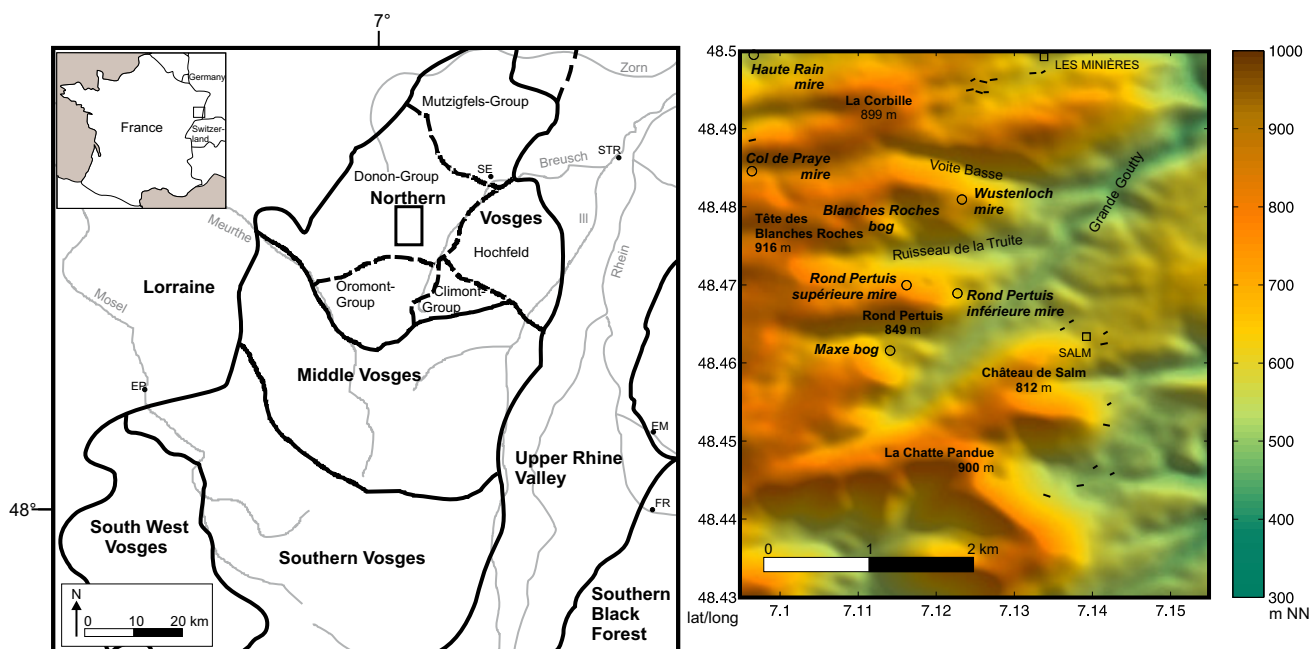 7°
Germany
France
Switzer-
land
Zorn
Mutzigfels-Group
Breusch
STR
SE
Donon-Group
Northern
Vosges
Meurthe
Ill
Hochfeld
Rhein
Lorraine
Mosel
Oromont-
Group
Climont-
Group
Middle Vosges
EP
EM
Upper Rhine
Valley
FR
48°
South West
Vosges
Southern Vosges
Southern
Black
Forest
N
0 10 20 km
48.5
48.49
48.48
48.47
48.46
48.45
48.44
48.43
lat/long
7.1 7.11 7.12 7.13 7.14 7.15
Haute Rain
mire
LES MINIÈRES
La Corbille
899 m
Col de Praye
mire
Voite Basse
Grande Goutty
Wustenloch
mire
Blanches Roches
bog
Tête des
Blanches Roches
916 m
Ruisseau de la Truite
Rond Pertuis
supérieure mire
Rond Pertuis
inférieure mire
Rond Pertuis
849 m
Maxe bog
SALM
Château de Salm
812 m
La Chatte Pandue
900 m
0 1 2 km
1000
900
800
700
600
500
400
300
m NN